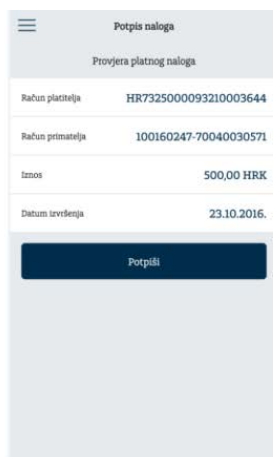 Potpis naloga
Provjera platnog naloga
Račun platitelja HR7325000093210003644
Račun primatelja 100160247-70040030571
Iznos 500,00 HRK
Datum izvršenja 23.10.2016.
Potpiši